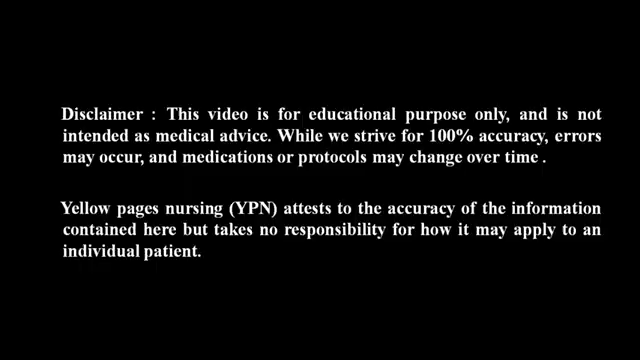 Disclaimer : This video is for educational purpose only, and is not
intended as medical advice. While we strive for 100% accuracy, errors
may occur, and medications or protocols may change over time .
Yellow pages nursing (YPN) attests to the accuracy of the information
contained here but takes no responsibility for how it may apply to an
individual patient.